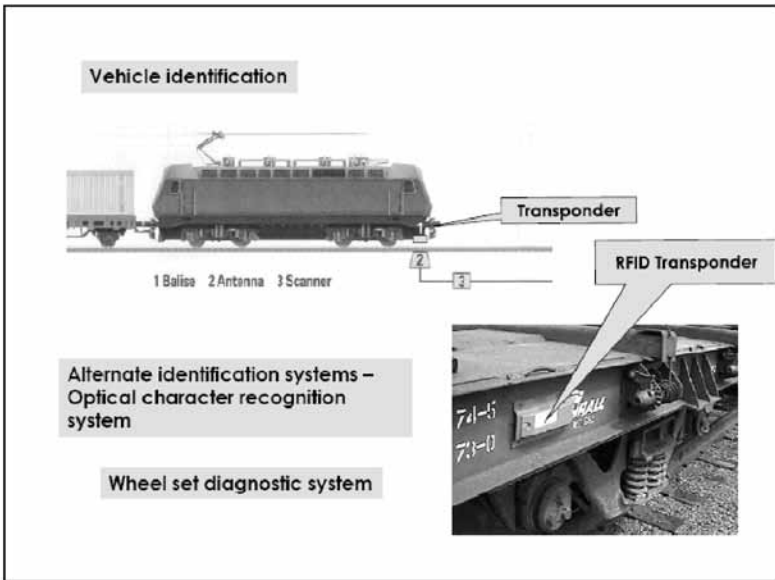 Vehicle identification
Transponder
RFID Transponder
2
3
1 Balise 2 Antenna 3 Scanner
Alternate identification systems –
Optical character recognition
system
74-5
73-0
Wheel set diagnostic system